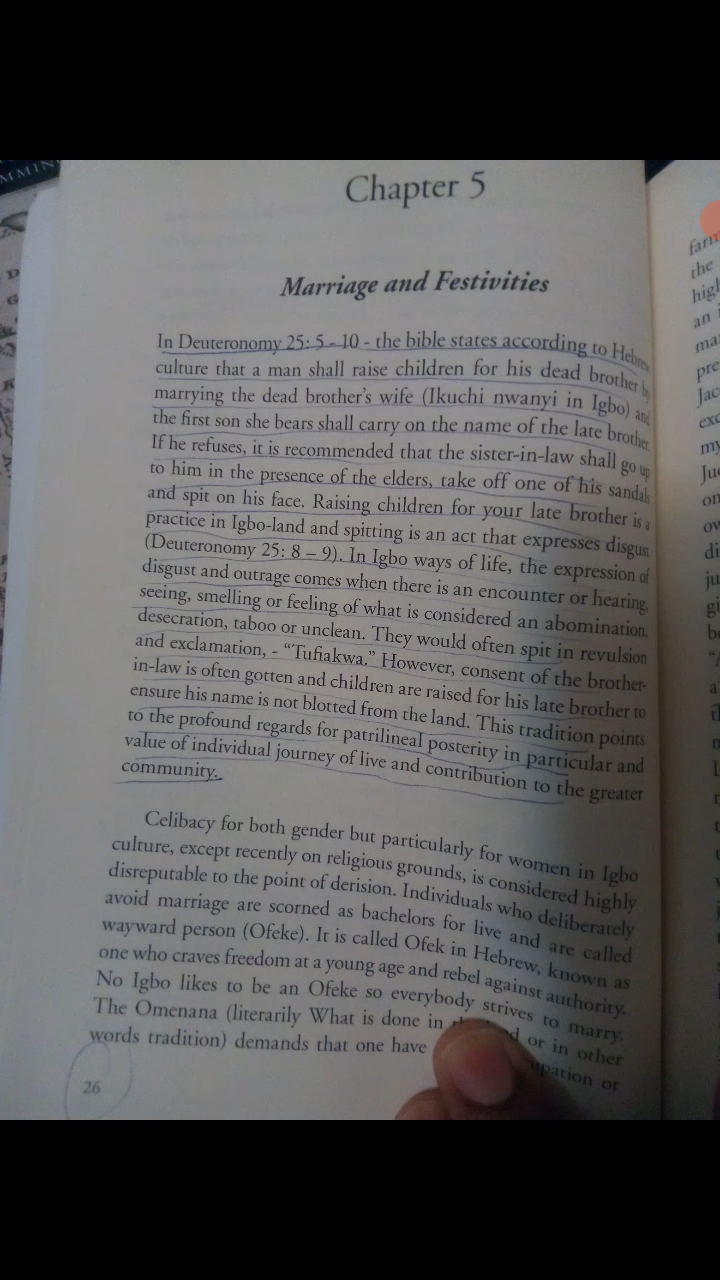 MMIN
Chapter 5
Marriage and Festivities
In Deuteronomy 25: 5 - 10 - the bible states according to Hebrew
culture that a man shall raise children for his dead brother by
marrying the dead brother's wife (Ikuchi nwanyi in Igbo) and
the first son she bears shall carry on the name of the late brother.
If he refuses, it is recommended that the sister-in-law shall go up
to him in the presence of the elders, take off one of his sandals
and spit on his face. Raising children for your late brother is a
practice in Igbo-land and spitting is an act that expresses disgust
(Deuteronomy 25: 8 – 9). In Igbo ways of life, the expression of
disgust and outrage comes when there is an encounter or hearing,
seeing, smelling or feeling of what is considered an abomination,
desecration, taboo or unclean. They would often spit in revulsion
and exclamation, - “Tufiakwa.” However, consent of the brother-
in-law is often gotten and children are raised for his late brother to
ensure his name is not blotted from the land. This tradition points
to the profound regards for patrilineal posterity in particular and
value of individual journey of live and contribution to the greater
community.
Celibacy for both gender but particularly for women in Igbo
culture, except recently on religious grounds, is considered highly
disreputable to the point of derision. Individuals who deliberately
avoid marriage are scorned as bachelors for live and are called
wayward person (Ofeke). It is called Ofek in Hebrew, known as
one who craves freedom at a young age and rebel against authority.
No Igbo likes to be an Ofeke so everybody strives to marry.
The Omenana (literarily What is done in or in other
words tradition) demands that one have or
26